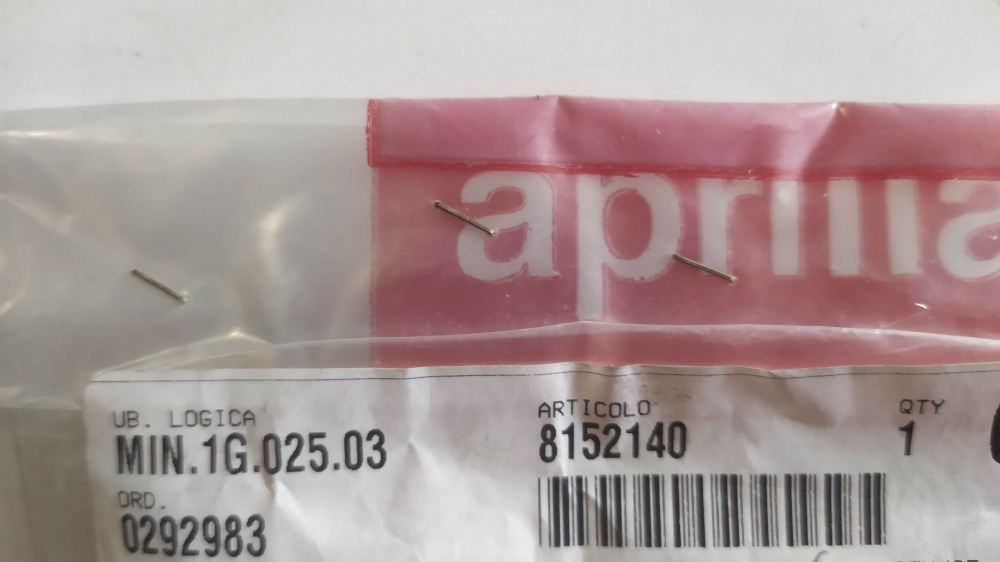 aprilia
UB. LOGICA
MIN.1G.025.03
ARTICOLO
8152140
QTY
1
ORD.
0292983